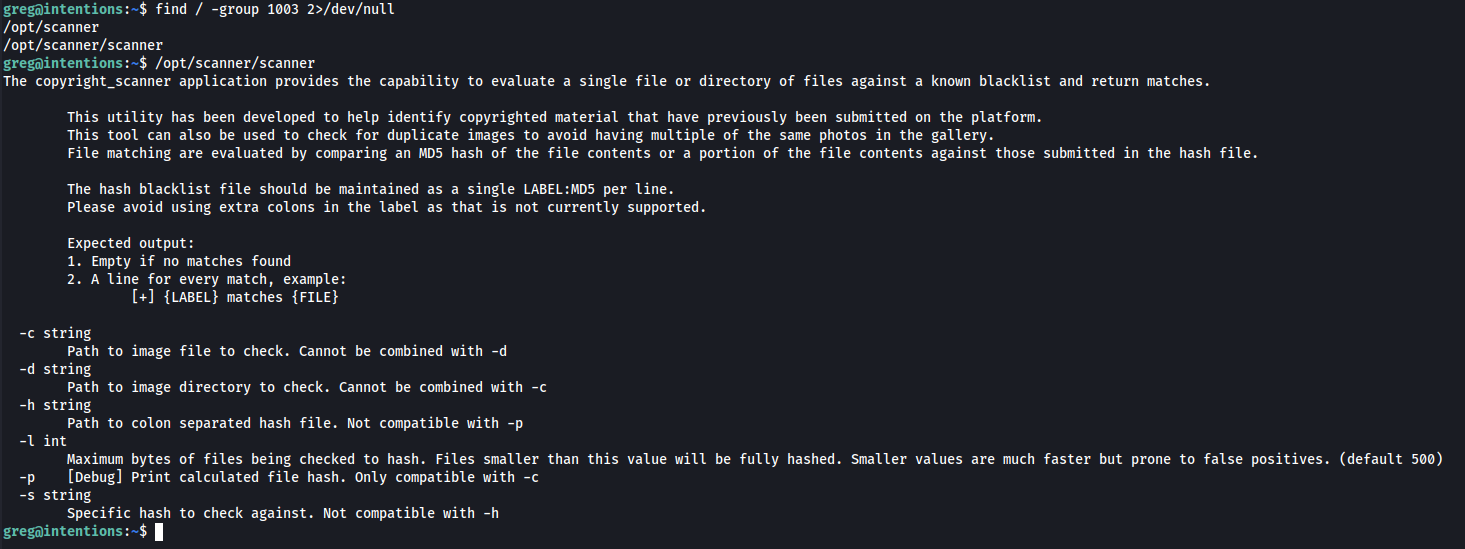 greg@intentions:~$ find / -group 1003 2>/dev/null
/opt/scanner
/opt/scanner/scanner
greg@intentions:~$ /opt/scanner/scanner
The copyright_scanner application provides the capability to evaluate a single file or directory of files against a known blacklist and return matches.
This utility has been developed to help identify copyrighted material that have previously been submitted on the platform.
This tool can also be used to check for duplicate images to avoid having multiple of the same photos in the gallery.
File matching are evaluated by comparing an MD5 hash of the file contents or a portion of the file contents against those submitted in the hash file.
The hash blacklist file should be maintained as a single LABEL:MD5 per line.
Please avoid using extra colons in the label as that is not currently supported.
Expected output:
1. Empty if no matches found
2. A line for every match, example:
[+] {LABEL} matches {FILE}
-c string
Path to image file to check. Cannot be combined with -d
-d string
Path to image directory to check. Cannot be combined with -c
-h string
Path to colon separated hash file. Not compatible with -p
-l int
Maximum bytes of files being checked to hash. Files smaller than this value will be fully hashed. Smaller values are much faster but prone to false positives. (default 500)
-p [Debug] Print calculated file hash. Only compatible with -c
-s string
Specific hash to check against. Not compatible with -h
greg@intentions:~$